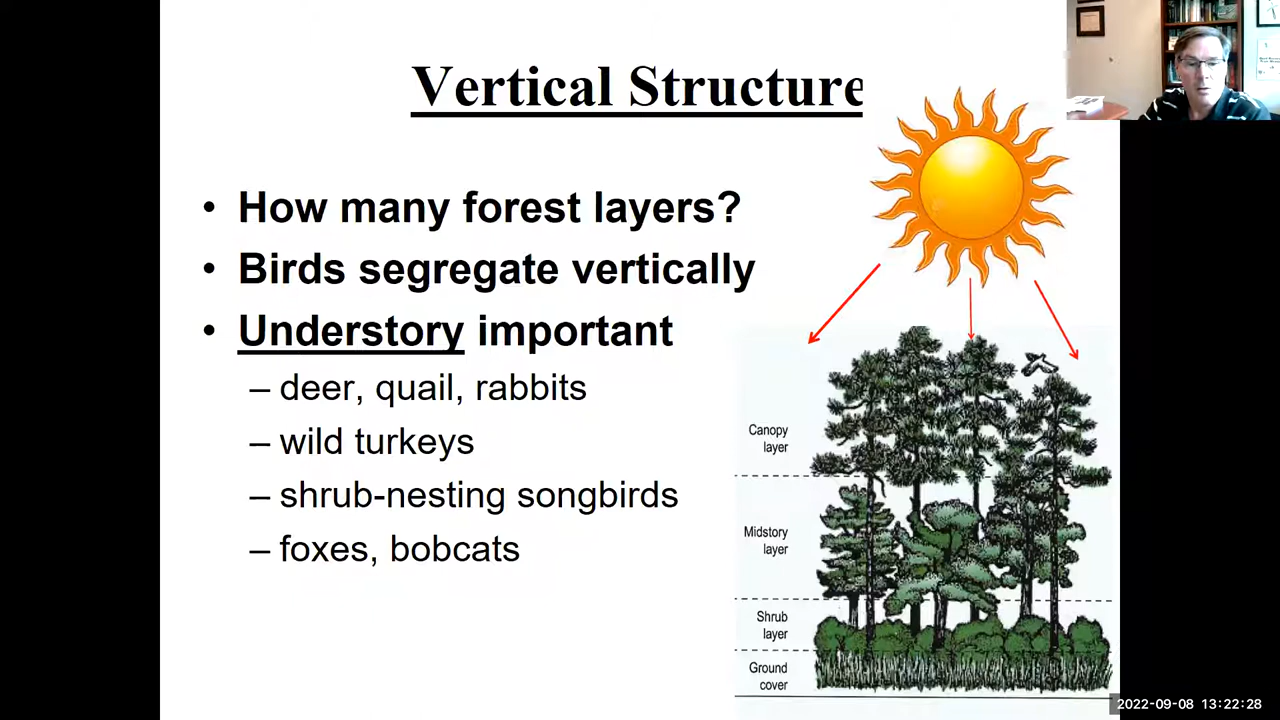 Vertical Structure
• How many forest layers?
• Birds segregate vertically
• Understory important
– deer, quail, rabbits
– wild turkeys
– shrub-nesting songbirds
– foxes, bobcats
Canopy
layer
Midstory
layer
Shrub
layer
Ground
cover
2022-09-08 13:22:28